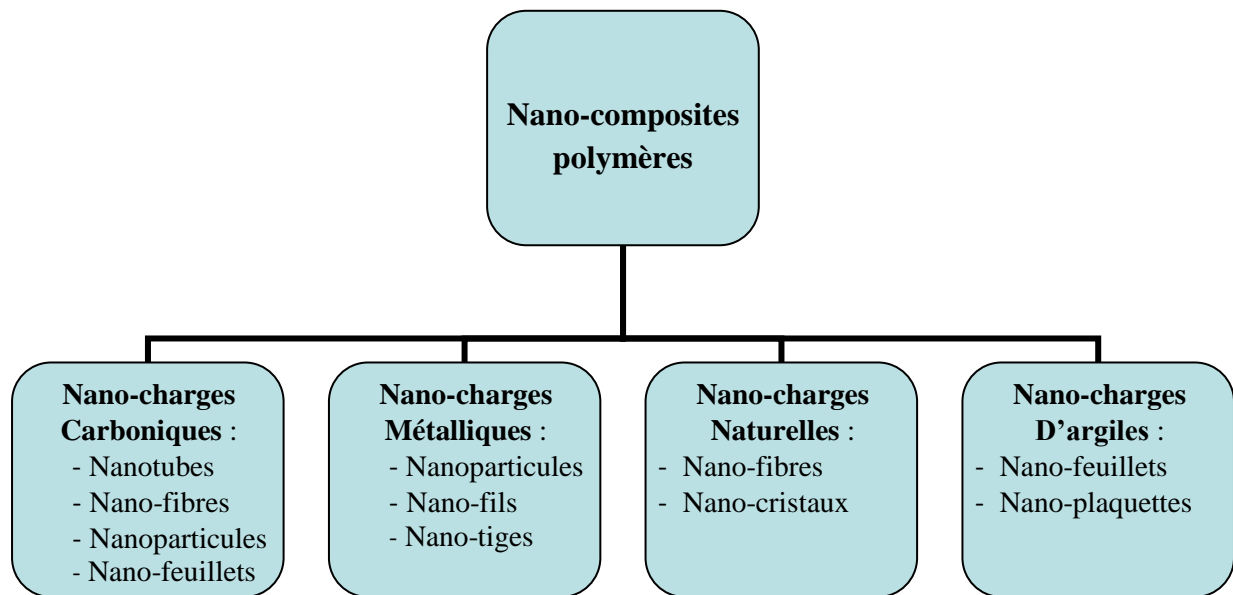 Nano-composites
polymères
Nano-charges
Carboniques :
- Nanotubes
- Nano-fibres
- Nanoparticules
- Nano-feuillets
Nano-charges
Métalliques :
- Nanoparticules
- Nano-fils
- Nano-tiges
Nano-charges
Naturelles :
- Nano-fibres
- Nano-cristaux
Nano-charges
D’argiles :
- Nano-feuillets
- Nano-plaquettes